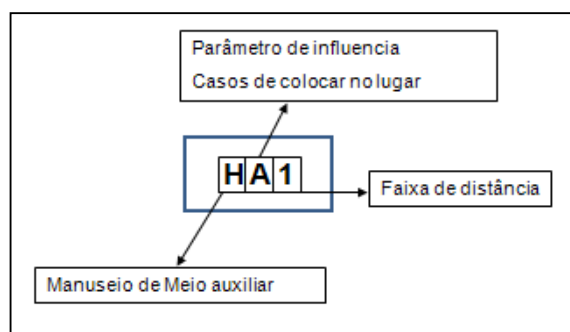 Parâmetro de influencia
Casos de colocar no lugar
HA1
Faixa de distância
Manuseio de Meio auxiliar